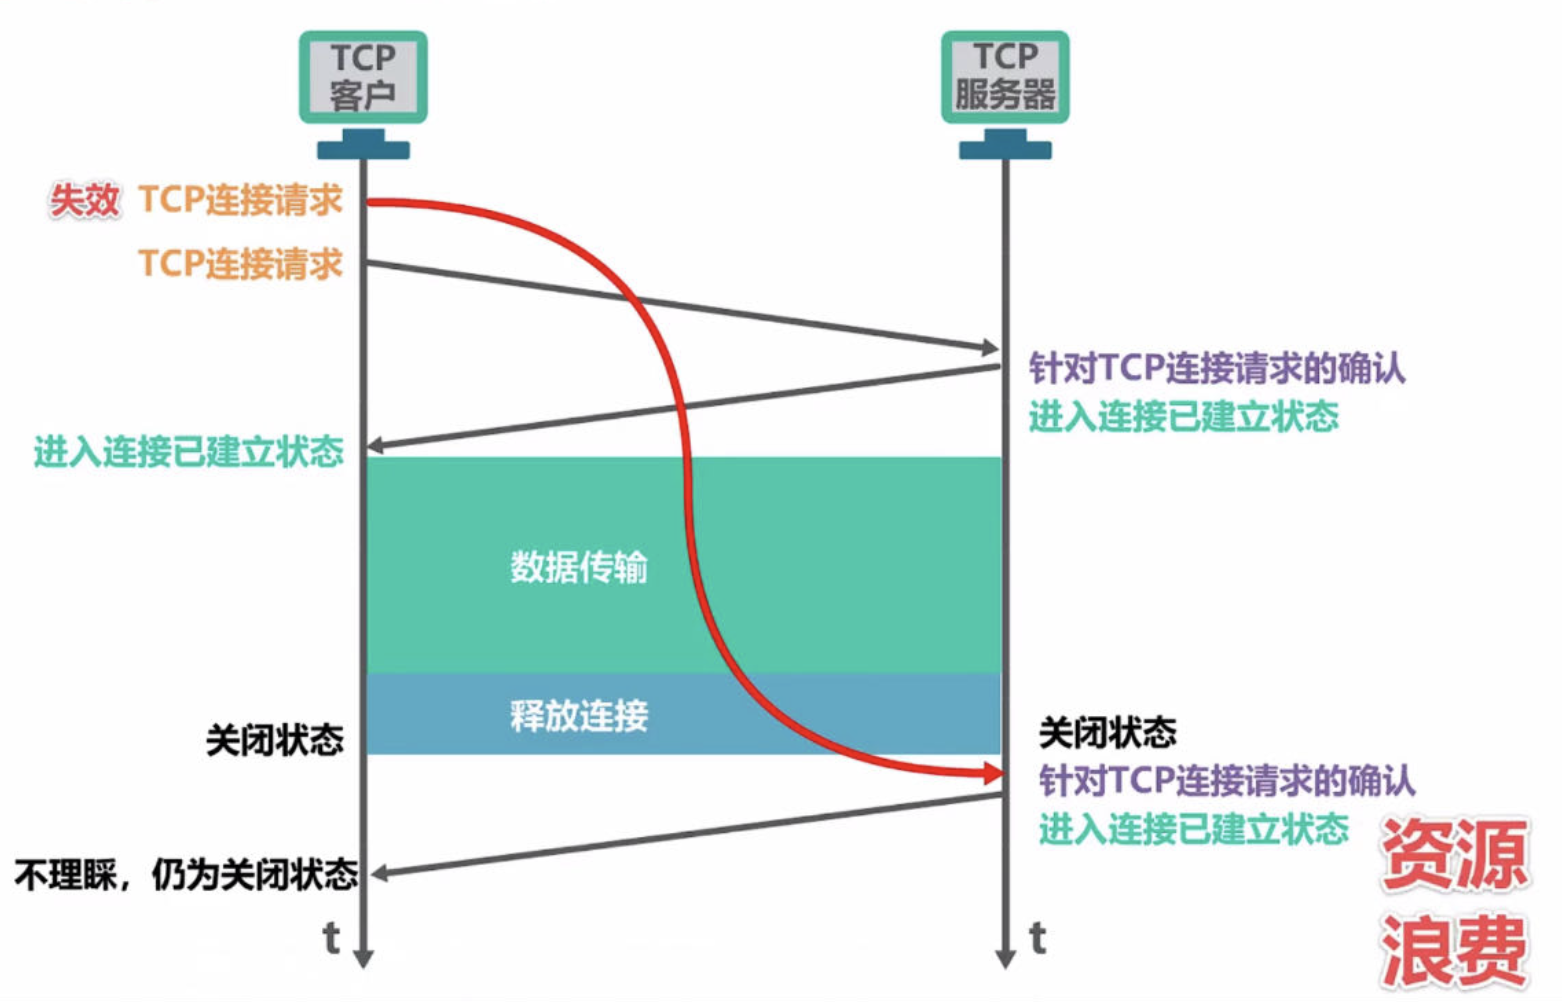 TCP
客户
TCP
服务器
失效 TCP连接请求
TCP连接请求
针对TCP连接请求的确认
进入连接已建立状态
进入连接已建立状态
数据传输
释放连接
关闭状态
关闭状态
针对TCP连接请求的确认
进入连接已建立状态
资源
浪费
不理睬，仍为关闭状态
t
t